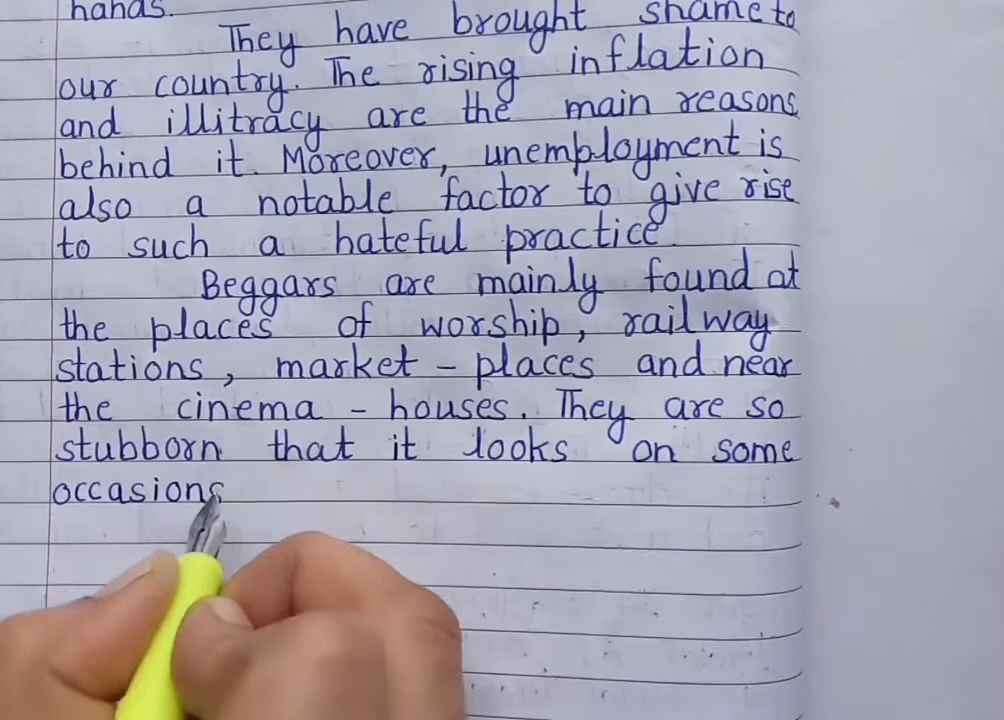 hands.
They have brought shame to
our country. The rising inflation
and illitracy are the main reasons
behind it. Moreover, unemployment is
also a notable factor to give rise
to such a hateful practice.
Beggars are mainly found at
the places of worship, railway
stations, market - places and near
the cinema - houses. They are so
stubborn that it looks on some
occasions